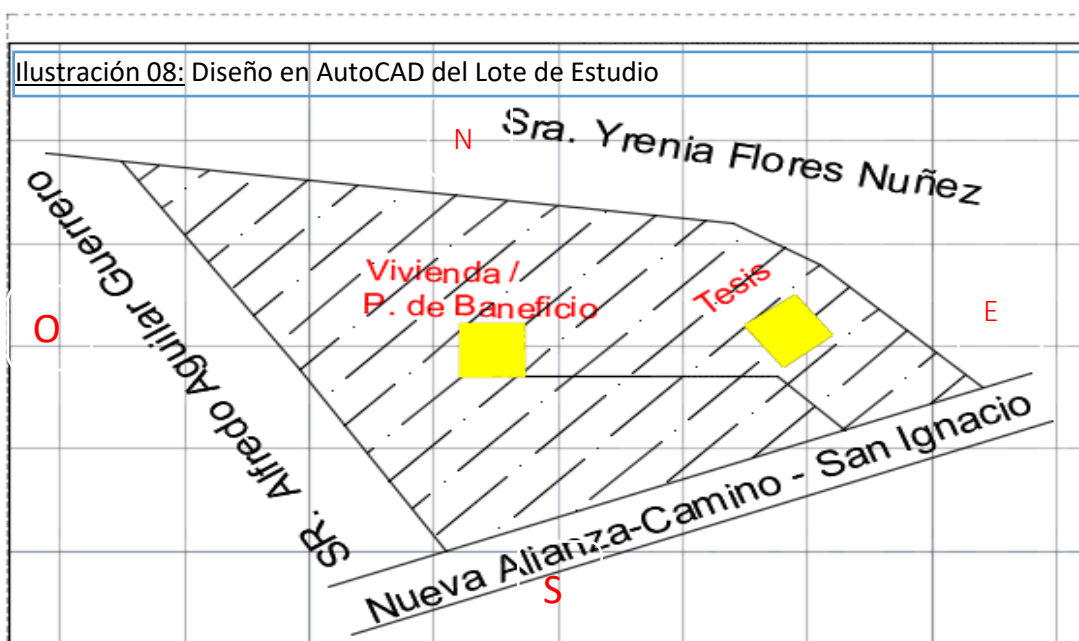 Ilustración 08: Diseño en AutoCAD del Lote de Estudio
N
Sra. Yrenia Flores Nuñez
SR. Alfredo Aguilar Guerrero
Vivienda /
P. de Baneficio
Tesis
O
E
Nueva Alianza-Camino - San Ignacio
S